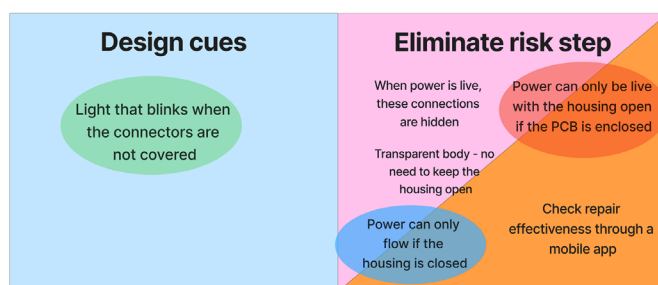 Design cues
Light that blinks when
the connectors are
not covered
Eliminate risk step
When power is live,
these connections
are hidden
Power can only be live
with the housing open
if the PCB is enclosed
Transparent body - no
need to keep the
housing open
Power can only
flow if the
housing is closed
Check repair
effectiveness through a
mobile app